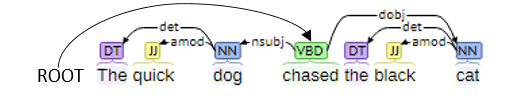 dobj
det det
amod nsubj amod
DT JJ NN VBD DT JJ NN
ROOT The quick dog chased the black cat